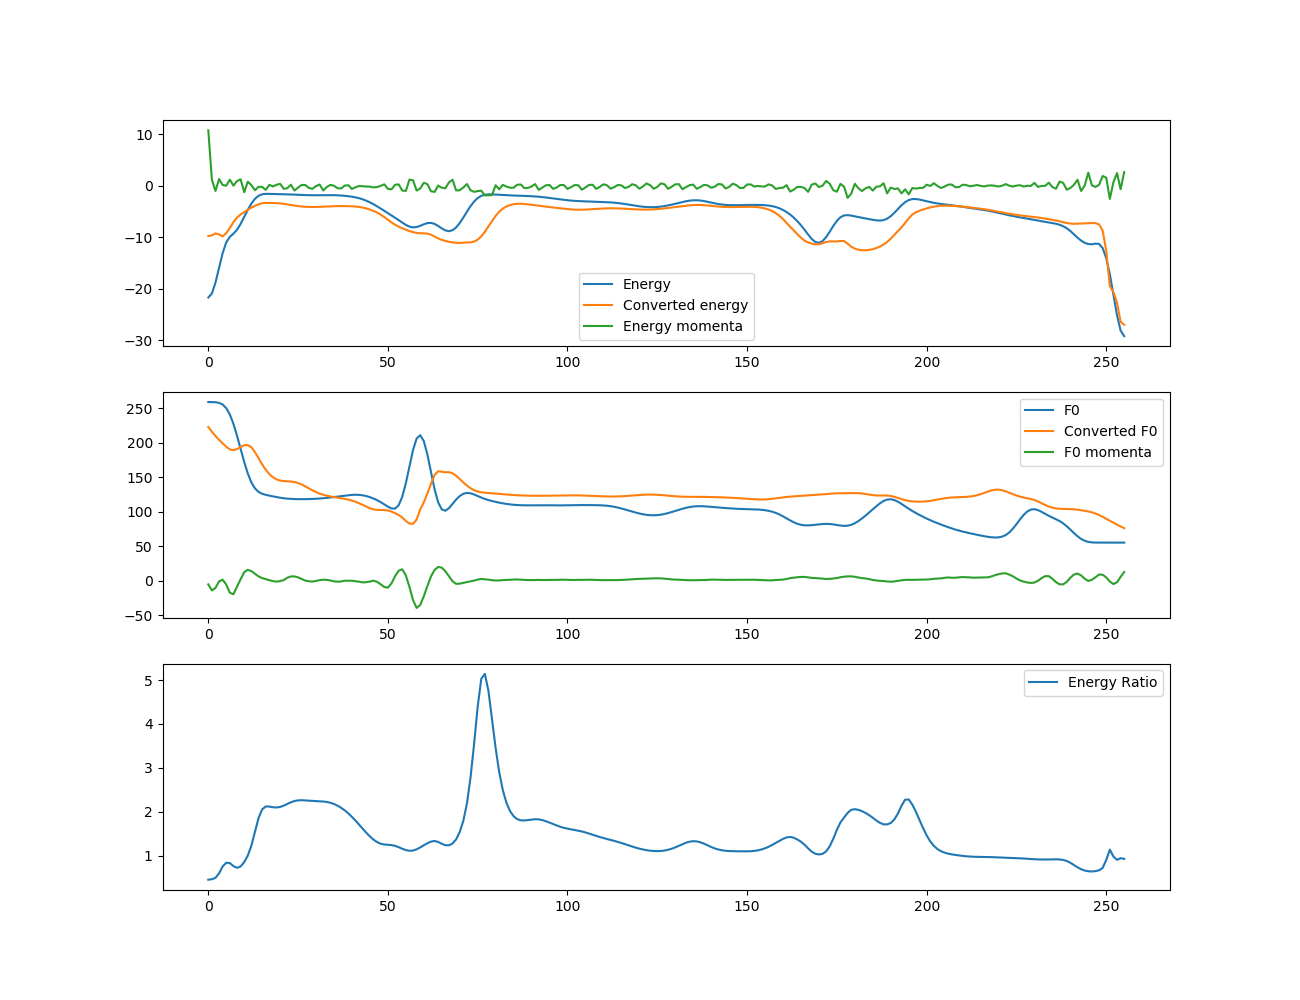 10
0
−10
−20
−30
Energy
Converted energy
Energy momenta
0 50 100 150 200 250
250
200
150
100
50
0
−50
F0
Converted F0
F0 momenta
0 50 100 150 200 250
5
4
3
2
1
Energy Ratio
0 50 100 150 200 250